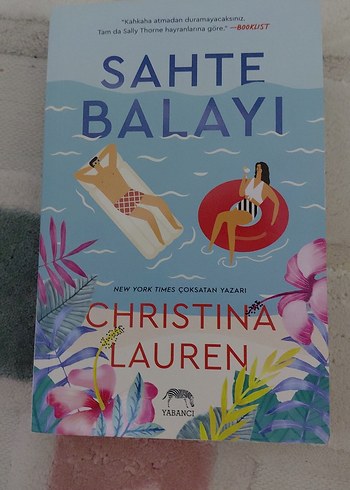 "Kahkaha atmadan duramayacaksınız.
Tam da Sally Thorne hayranlarına göre." —BOOKLIST
SAHTE
BALAYI
NEW YORK TIMES ÇOKSATAN YAZARI
CHRISTINA
LAUREN
YABANCI